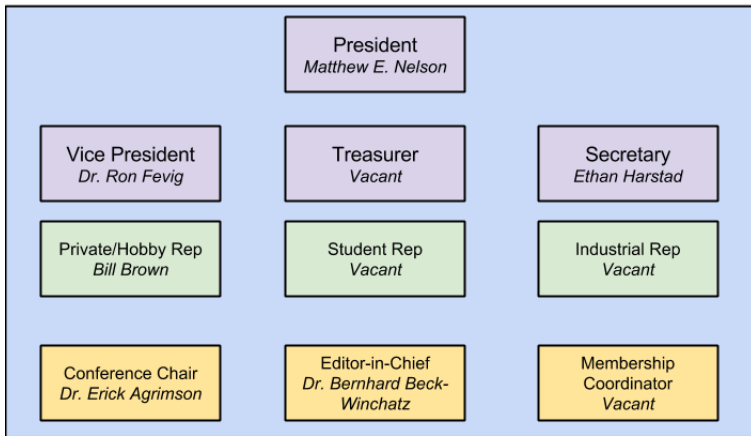 President
Matthew E. Nelson
Vice President
Dr. Ron Fevig
Treasurer
Vacant
Secretary
Ethan Harstad
Private/Hobby Rep
Bill Brown
Student Rep
Vacant
Industrial Rep
Vacant
Conference Chair
Dr. Erick Agrimson
Editor-in-Chief
Dr. Bernhard Beck-
Winchatz
Membership
Coordinator
Vacant